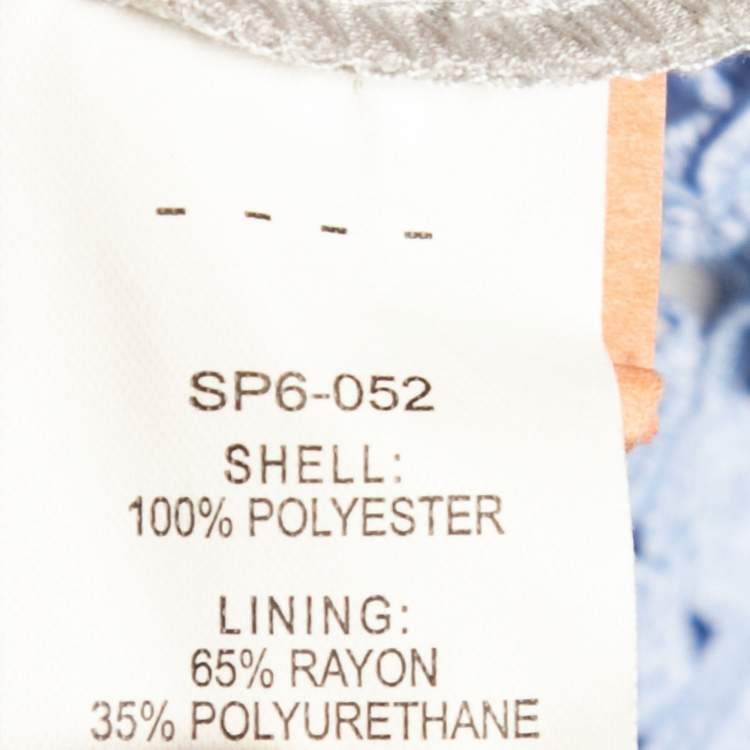 - - - -
SP6-052
SHELL:
100% POLYESTER
LINING:
65% RAYON
35% POLYURETHANE